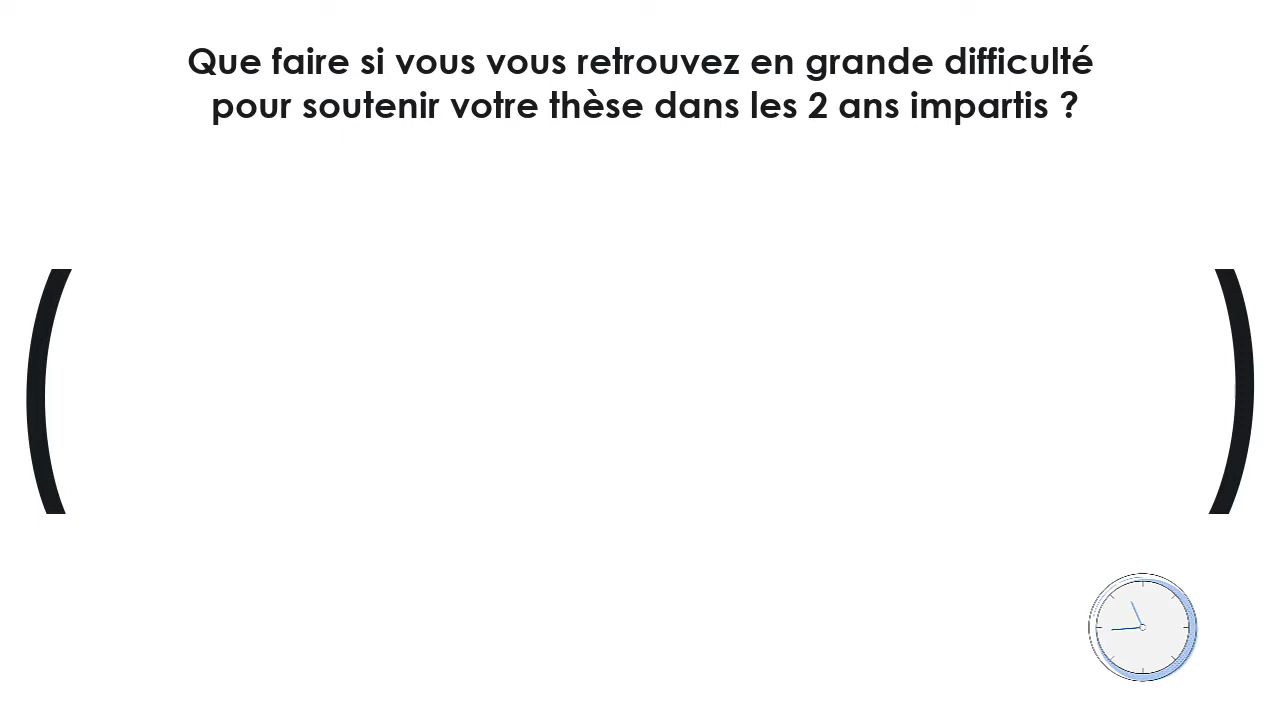 Que faire si vous vous retrouvez en grande difficulté
pour soutenir votre thèse dans les 2 ans impartis ?
( )